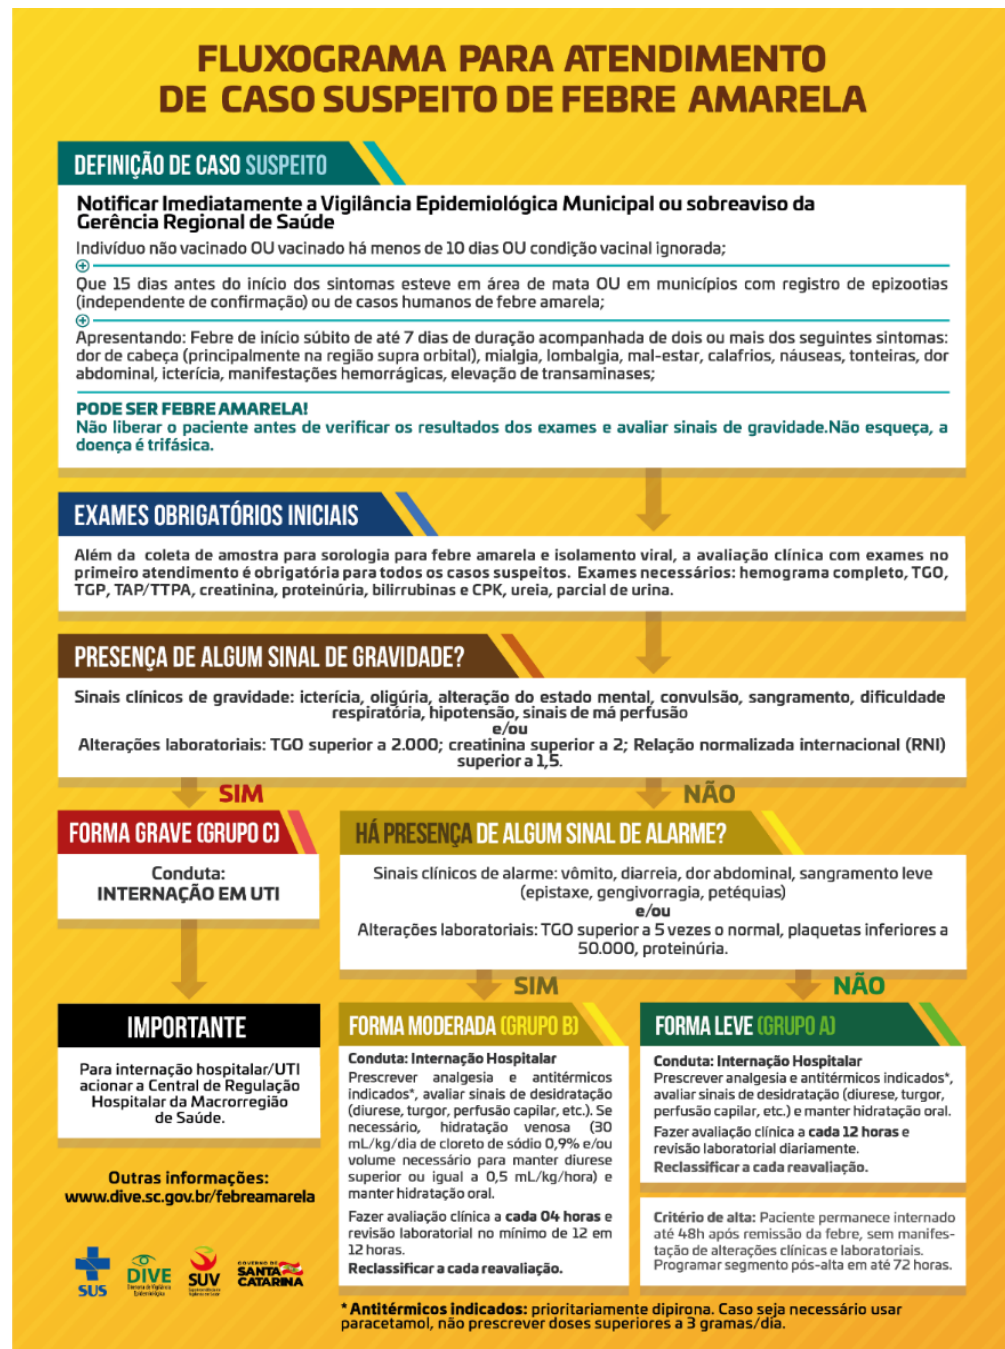 FLUXOGRAMA PARA ATENDIMENTO
DE CASO SUSPEITO DE FEBRE AMARELA
DEFINIÇÃO DE CASO SUSPEITO
Notificar Imediatamente a Vigilância Epidemiológica Municipal ou sobreaviso da
Gerência Regional de Saúde
Indivíduo não vacinado OU vacinado há menos de 10 dias OU condição vacinal ignorada;
Que 15 dias antes do início dos sintomas esteve em área de mata OU em municípios com registro de epizootias
(independente de confirmação) ou de casos humanos de febre amarela;
Apresentando: Febre de início súbito de até 7 dias de duração acompanhada de dois ou mais dos seguintes sintomas:
dor de cabeça (principalmente na região supra orbital), mialgia, lombalgia, mal-estar, calafrios, náuseas, tonteiras, dor
abdominal, icterícia, manifestações hemorrágicas, elevação de transaminases;
PODE SER FEBRE AMARELA!
Não liberar o paciente antes de verificar os resultados dos exames e avaliar sinais de gravidade.Não esqueça, a
doença é trifásica.
EXAMES OBRIGATÓRIOS INICIAIS
Além da coleta de amostra para sorologia para febre amarela e isolamento viral, a avaliação clínica com exames no
primeiro atendimento é obrigatória para todos os casos suspeitos. Exames necessários: hemograma completo, TGO,
TGP, TAP/TTPA, creatinina, proteinúria, bilirrubinas e CPK, ureia, parcial de urina.
PRESENÇA DE ALGUM SINAL DE GRAVIDADE?
Sinais clínicos de gravidade: icterícia, oligúria, alteração do estado mental, convulsão, sangramento, dificuldade
respiratória, hipotensão, sinais de má perfusão
e/ou
Alterações laboratoriais: TGO superior a 2.000; creatinina superior a 2; Relação normalizada internacional (RNI)
superior a 1,5.
SIM
NÃO
FORMA GRAVE (GRUPO C)
Conduta:
INTERNAÇÃO EM UTI
HÁ PRESENÇA DE ALGUM SINAL DE ALARME?
Sinais clínicos de alarme: vômito, diarreia, dor abdominal, sangramento leve
(epistaxe, gengivorragia, petéquias)
e/ou
Alterações laboratoriais: TGO superior a 5 vezes o normal, plaquetas inferiores a
50.000, proteinúria.
SIM
NÃO
IMPORTANTE
Para internação hospitalar/UTI
acionar a Central de Regulação
Hospitalar da Macrorregião
de Saúde.
Outras informações:
www.dive.sc.gov.br/febreamarela
FORMA MODERADA (GRUPO B)
Conduta: Internação Hospitalar
Prescrever analgesia e antitérmicos
indicados*, avaliar sinais de desidratação
(diurese, turgor, perfusão capilar, etc.). Se
necessário, hidratação venosa (30
mL/kg/dia de cloreto de sódio 0,9% e/ou
volume necessário para manter diurese
superior ou igual a 0,5 mL/kg/hora) e
manter hidratação oral.
Fazer avaliação clínica a cada 04 horas e
revisão laboratorial no mínimo de 12 em
12 horas.
Reclassificar a cada reavaliação.
FORMA LEVE (GRUPO A)
Conduta: Internação Hospitalar
Prescrever analgesia e antitérmicos indicados*,
avaliar sinais de desidratação (diurese, turgor,
perfusão capilar, etc.) e manter hidratação oral.
Fazer avaliação clínica a cada 12 horas e
revisão laboratorial diariamente.
Reclassificar a cada reavaliação.
Critério de alta: Paciente permanece internado
até 48h após remissão da febre, sem manifes-
tação de alterações clínicas e laboratoriais.
Programar segmento pós-alta em até 72 horas.
* Antitérmicos indicados: prioritariamente dipirona. Caso seja necessário usar
paracetamol, não prescrever doses superiores a 3 gramas/dia.
SUS
DIVE
SUV
GOVERNO DE
SANTA
CATARINA